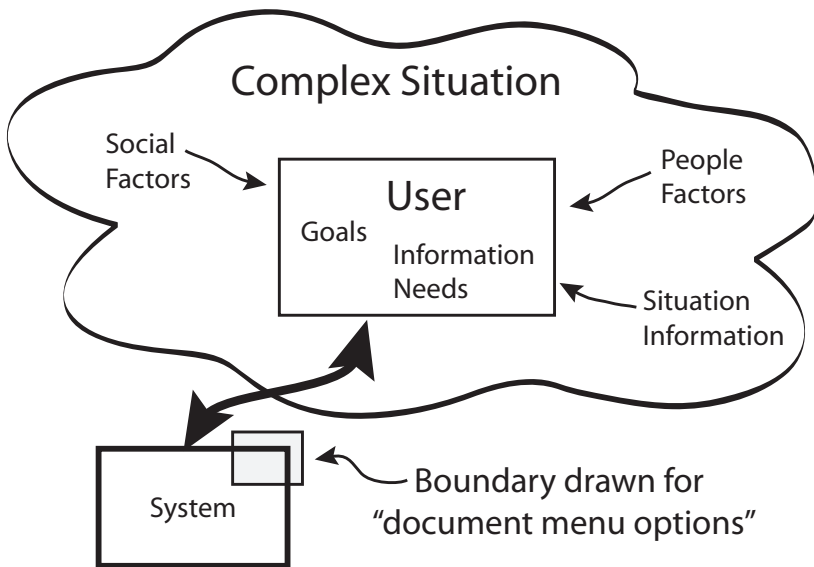 Complex Situation
Social
Factors
People
Factors
User
Goals
Information
Needs
Situation
Information
System
Boundary drawn for
“document menu options”